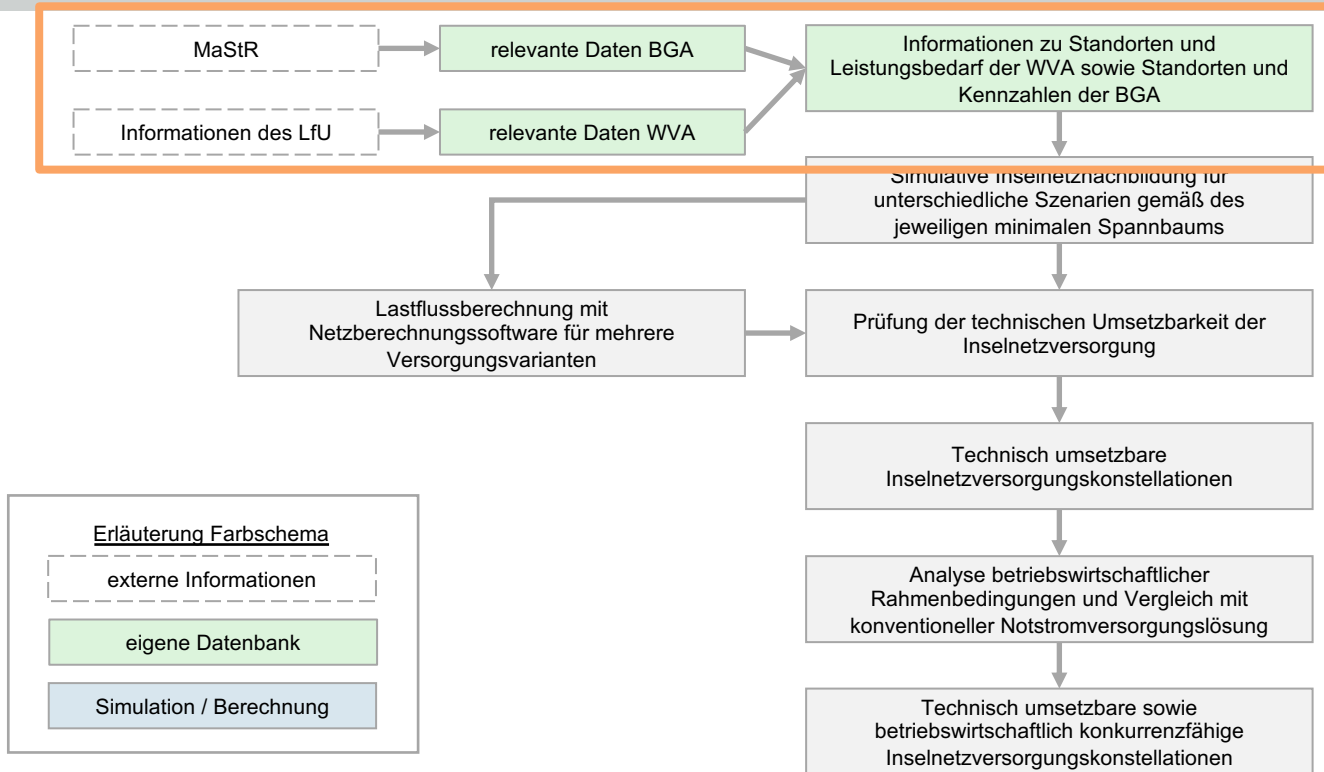 MaStR
relevante Daten BGA
Informationen zu Standorten und
Leistungsbedarf der WVA sowie Standorten und
Kennzahlen der BGA
Informationen des LfU
relevante Daten WVA
Simulative Inselnetznachbildung für
unterschiedliche Szenarien gemäß des
jeweiligen minimalen Spannbaums
Lastflussberechnung mit
Netzberechnungssoftware für mehrere
Versorgungsvarianten
Prüfung der technischen Umsetzbarkeit der
Inselnetzversorgung
Technisch umsetzbare
Inselnetzversorgungskonstellationen
Erläuterung Farbschema
externe Informationen
eigene Datenbank
Simulation / Berechnung
Analyse betriebswirtschaftlicher
Rahmenbedingungen und Vergleich mit
konventioneller Notstromversorgungslösung
Technisch umsetzbare sowie
betriebswirtschaftlich konkurrenzfähige
Inselnetzversorgungskonstellationen